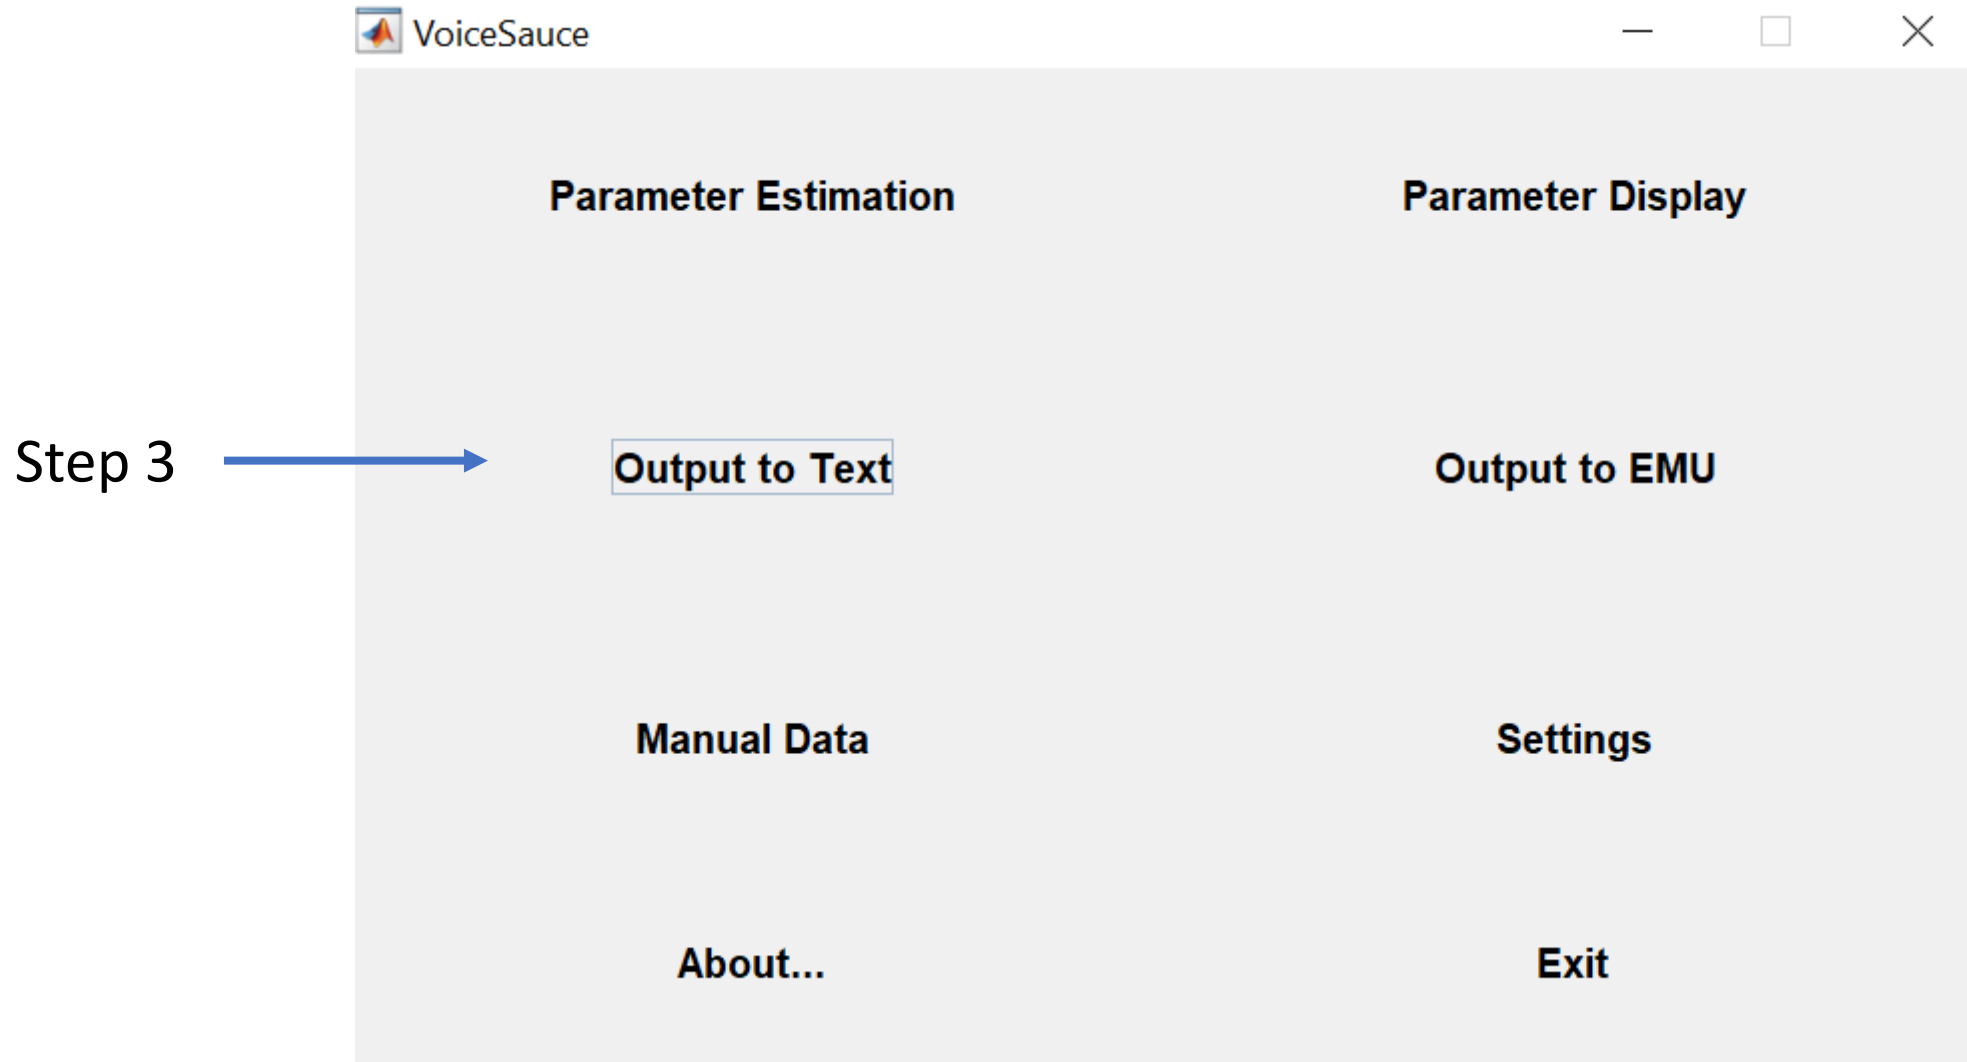 VoiceSauce
Parameter Estimation
Parameter Display
Step 3
Output to Text
Output to EMU
Manual Data
Settings
About...
Exit